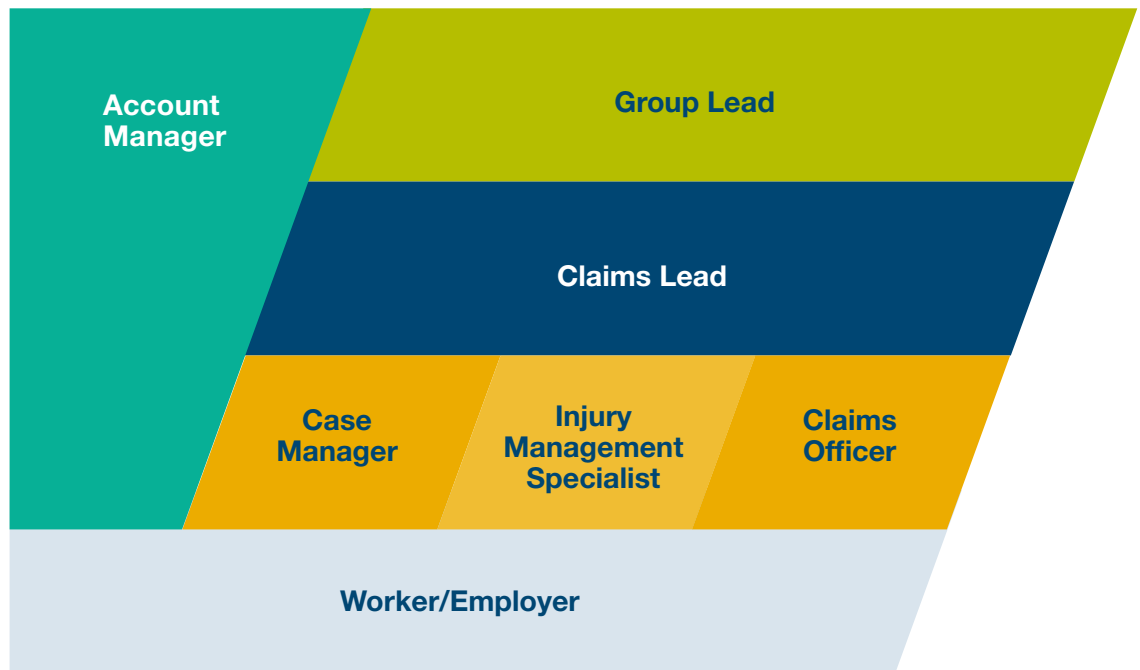 Account
Manager
Group Lead
Claims Lead
Case
Manager
Injury
Management
Specialist
Claims
Officer
Worker/Employer